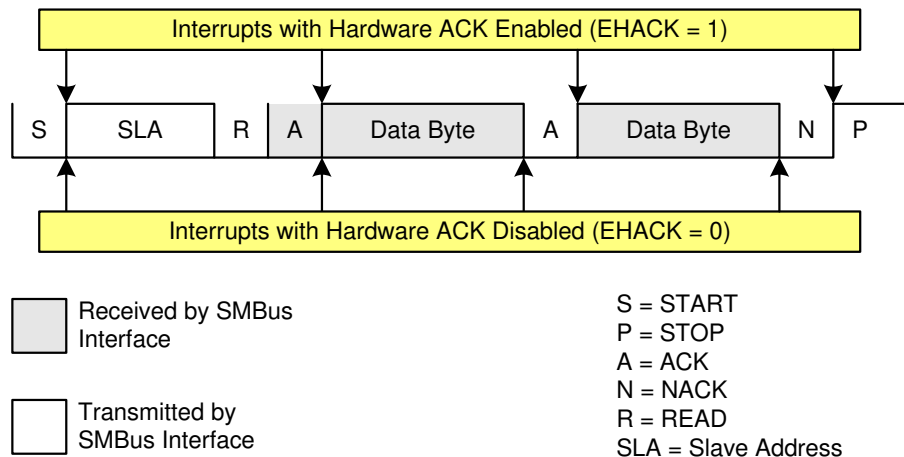 Interrupts with Hardware ACK Enabled (EHACK = 1)
S SLA R A Data Byte A Data Byte N P
Interrupts with Hardware ACK Disabled (EHACK = 0)
Received by SMBus
Interface
Transmitted by
SMBus Interface
S = START
P = STOP
A = ACK
N = NACK
R = READ
SLA = Slave Address